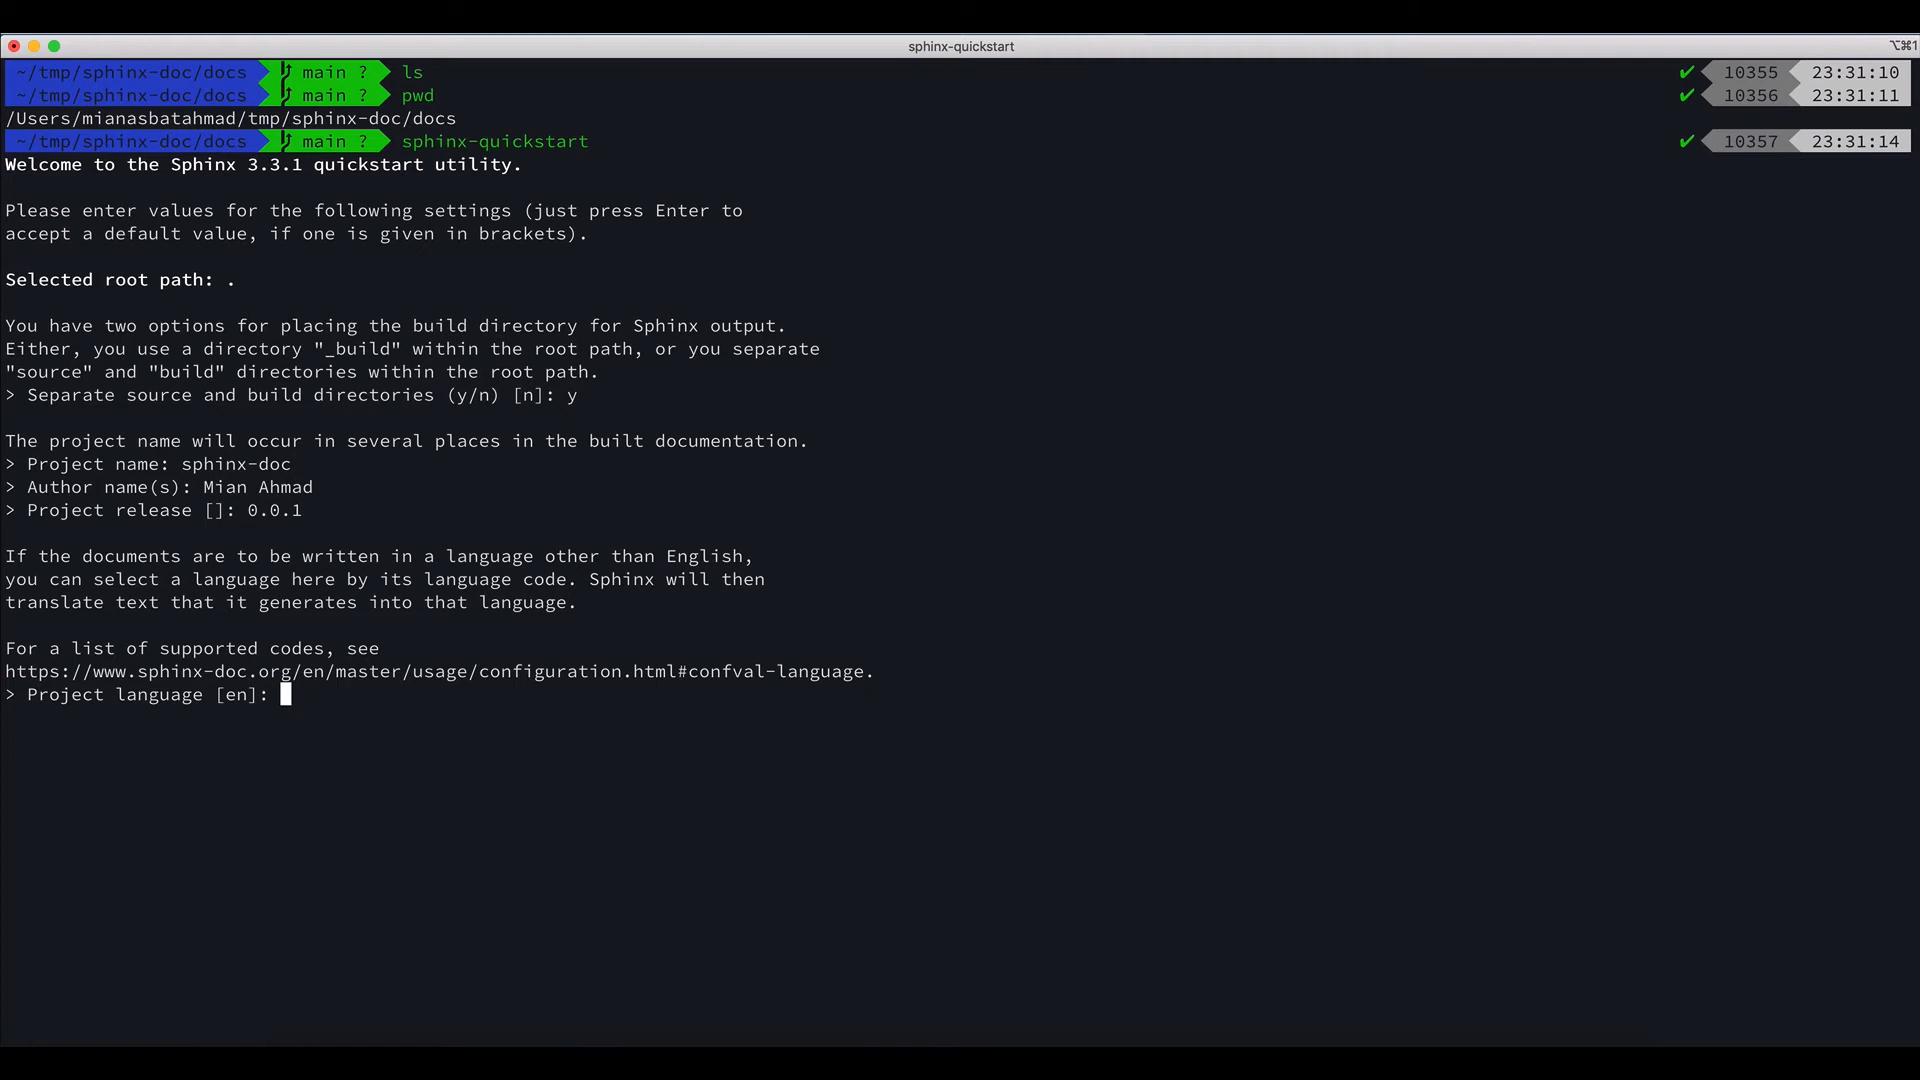 sphinx-quickstart ⌥⌘1
~/tmp/sphinx-doc/docs main ? ls ✔ 10355 23:31:10
~/tmp/sphinx-doc/docs main ? pwd ✔ 10356 23:31:11
/Users/mianasbatahmad/tmp/sphinx-doc/docs
~/tmp/sphinx-doc/docs main ? sphinx-quickstart ✔ 10357 23:31:14
Welcome to the Sphinx 3.3.1 quickstart utility.
Please enter values for the following settings (just press Enter to
accept a default value, if one is given in brackets).
Selected root path: .
You have two options for placing the build directory for Sphinx output.
Either, you use a directory "_build" within the root path, or you separate
"source" and "build" directories within the root path.
> Separate source and build directories (y/n) [n]: y
The project name will occur in several places in the built documentation.
> Project name: sphinx-doc
> Author name(s): Mian Ahmad
> Project release []: 0.0.1
If the documents are to be written in a language other than English,
you can select a language here by its language code. Sphinx will then
translate text that it generates into that language.
For a list of supported codes, see
https://www.sphinx-doc.org/en/master/usage/configuration.html#confval-language.
> Project language [en]: